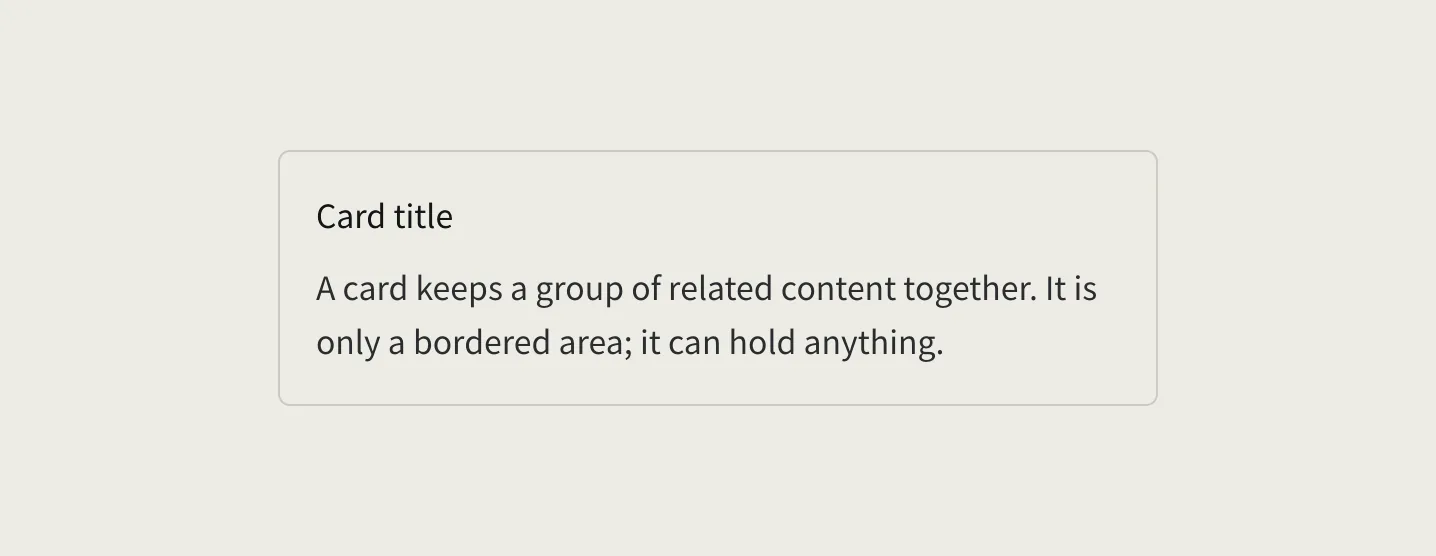 Card title
A card keeps a group of related content together. It is
only a bordered area; it can hold anything.